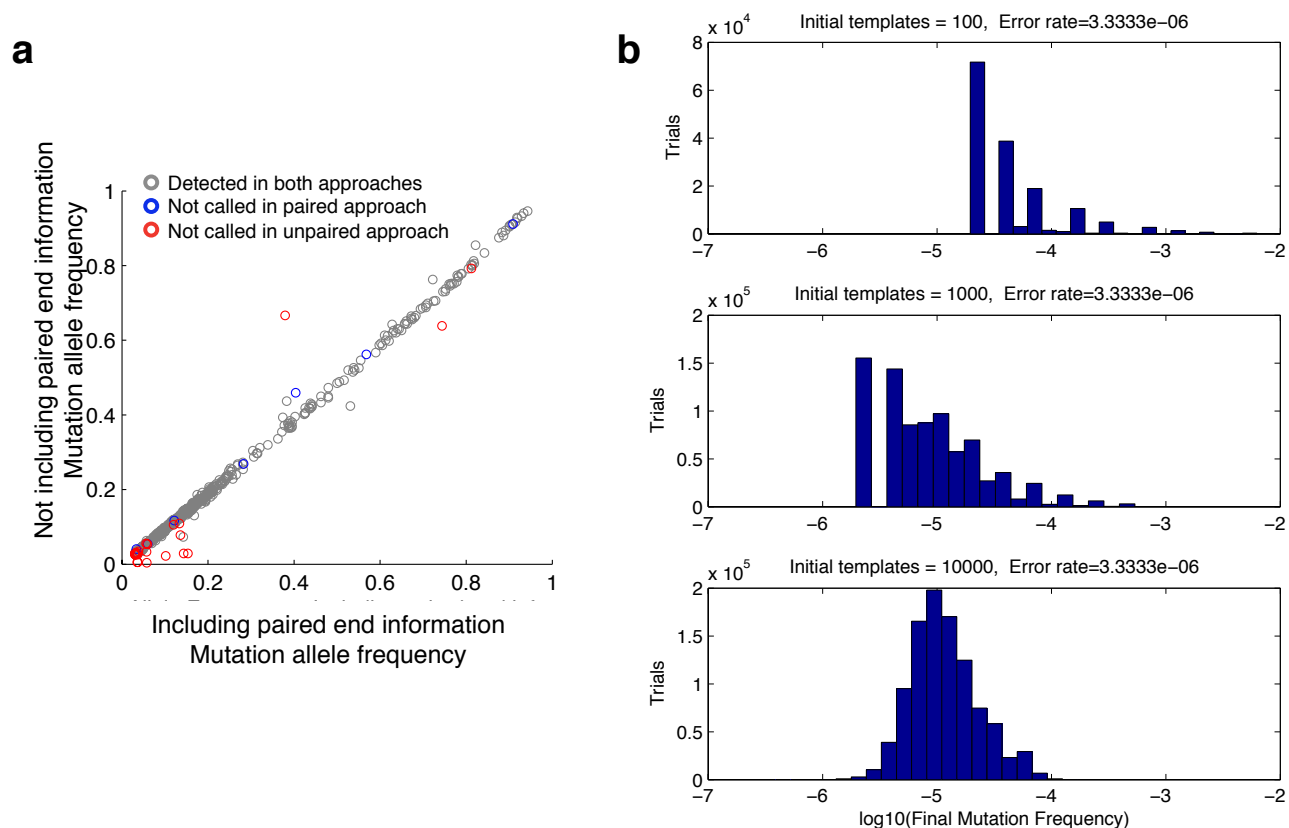 a
Not including paired end information
Mutation allele frequency
Detected in both approaches
Not called in paired approach
Not called in unpaired approach
1
0.8
0.6
0.4
0.2
0
0 0.2 0.4 0.6 0.8 1
Including paired end information
Mutation allele frequency
b
Initial templates = 100, Error rate=3.3333e-06
x 10^4
Trials
8
6
4
2
0
−7 −6 −5 −4 −3 −2
Initial templates = 1000, Error rate=3.3333e-06
x 10^5
Trials
2
1.5
1
0.5
0
−7 −6 −5 −4 −3 −2
Initial templates = 10000, Error rate=3.3333e-06
x 10^5
Trials
2
1.5
1
0.5
0
−7 −6 −5 −4 −3 −2
log10(Final Mutation Frequency)